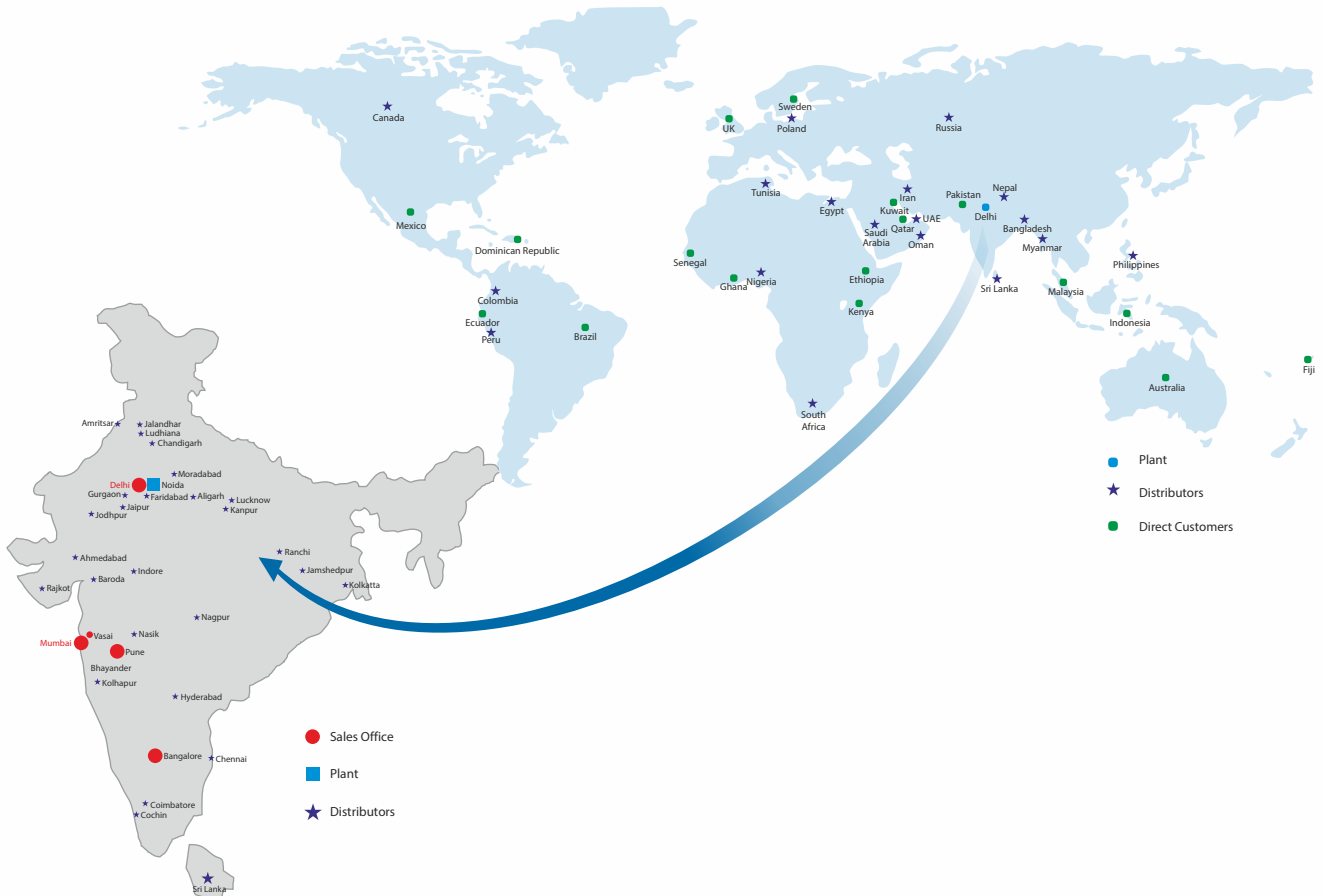 Canada
Sweden
UK
Poland
Russia
Tunisia
Egypt
Iran
Kuwait
Pakistan
Nepal
Delhi
Mexico
Qatar
UAE
Saudi
Arabia
Oman
Bangladesh
Myanmar
Dominican Republic
Senegal
Ghana
Nigeria
Ethiopia
Philippines
Sri Lanka
Malaysia
Colombia
Ecuador
Peru
Brazil
Kenya
Indonesia
Fiji
Australia
South
Africa
Plant
Distributors
Direct Customers
Amritsar
Jalandhar
Ludhiana
Chandigarh
Moradabad
Delhi
Noida
Gurgaon
Faridabad
Aligarh
Lucknow
Jaipur
Kanpur
Jodhpur
Ahmedabad
Ranchi
Indore
Jamshedpur
Baroda
Rajkot
Kolkatta
Nagpur
Vasai
Nasik
Mumbai
Pune
Bhayander
Kolhapur
Hyderabad
Bangalore
Chennai
Coimbatore
Cochin
Sri Lanka
Sales Office
Plant
Distributors